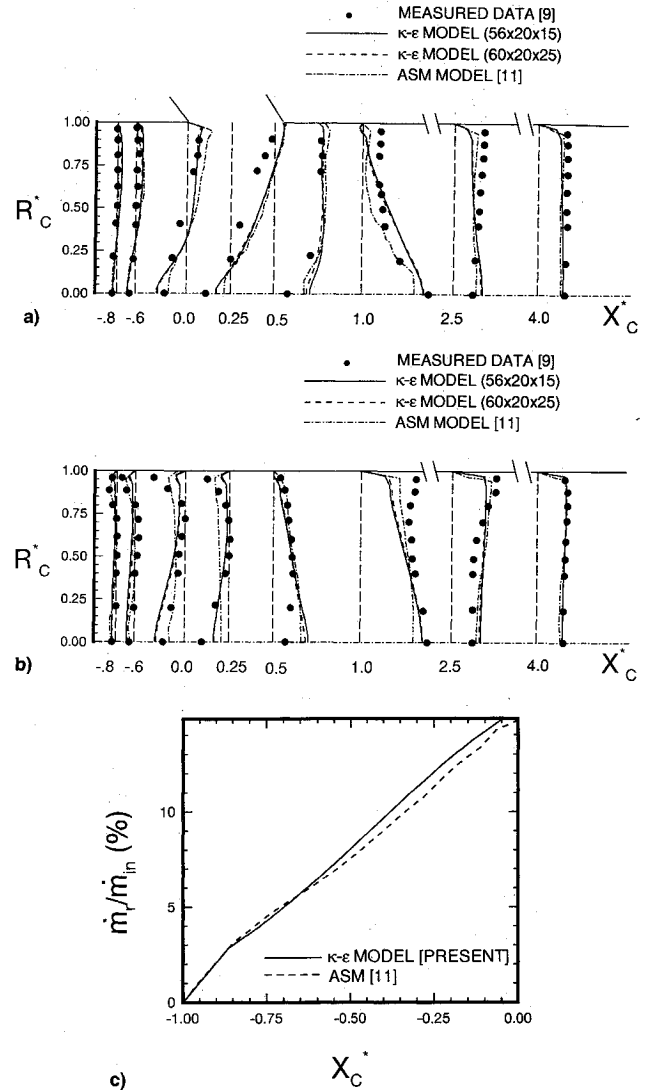 MEASURED DATA [9]
κ-ε MODEL (56x20x15)
κ-ε MODEL (60x20x25)
ASM MODEL [11]
1.00
0.75
0.50
0.25
0.00
R*C
-.8 -.6 0.0 0.25 0.5 1.0 2.5 4.0
X*C
a)
MEASURED DATA [9]
κ-ε MODEL (56x20x15)
κ-ε MODEL (60x20x25)
ASM MODEL [11]
1.00
0.75
0.50
0.25
0.00
R*C
-.8 -.6 0.0 0.25 0.5 1.0 2.5 4.0
X*C
b)
10
5
0
ṁr/ṁin (%)
κ-ε MODEL [PRESENT]
ASM [11]
-1.00 -0.75 -0.50 -0.25 0.00
XC*
c)